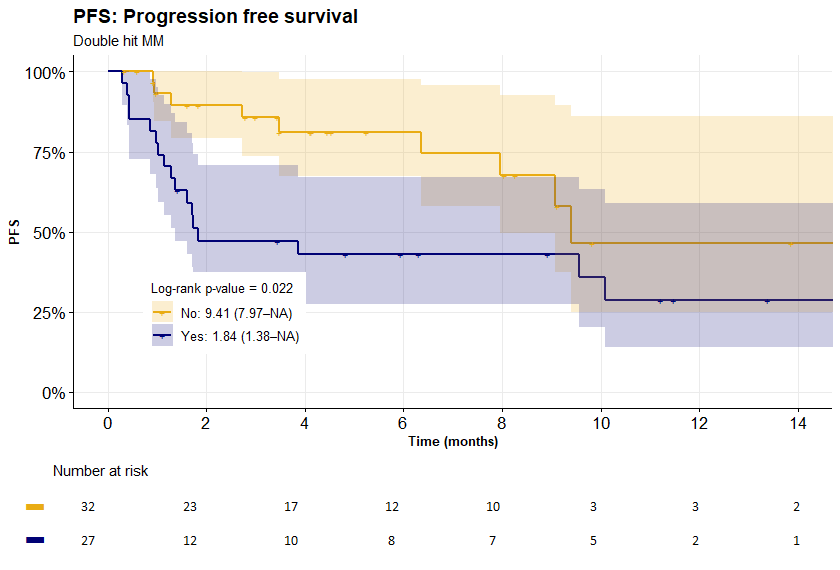 PFS: Progression free survival
Double hit MM
100%
75%
50%
25%
0%
PFS
Log-rank p-value = 0.022
No: 9.41 (7.97–NA)
Yes: 1.84 (1.38–NA)
0 2 4 6 8 10 12 14
Time (months)
Number at risk
32 23 17 12 10 3 3 2
27 12 10 8 7 5 2 1